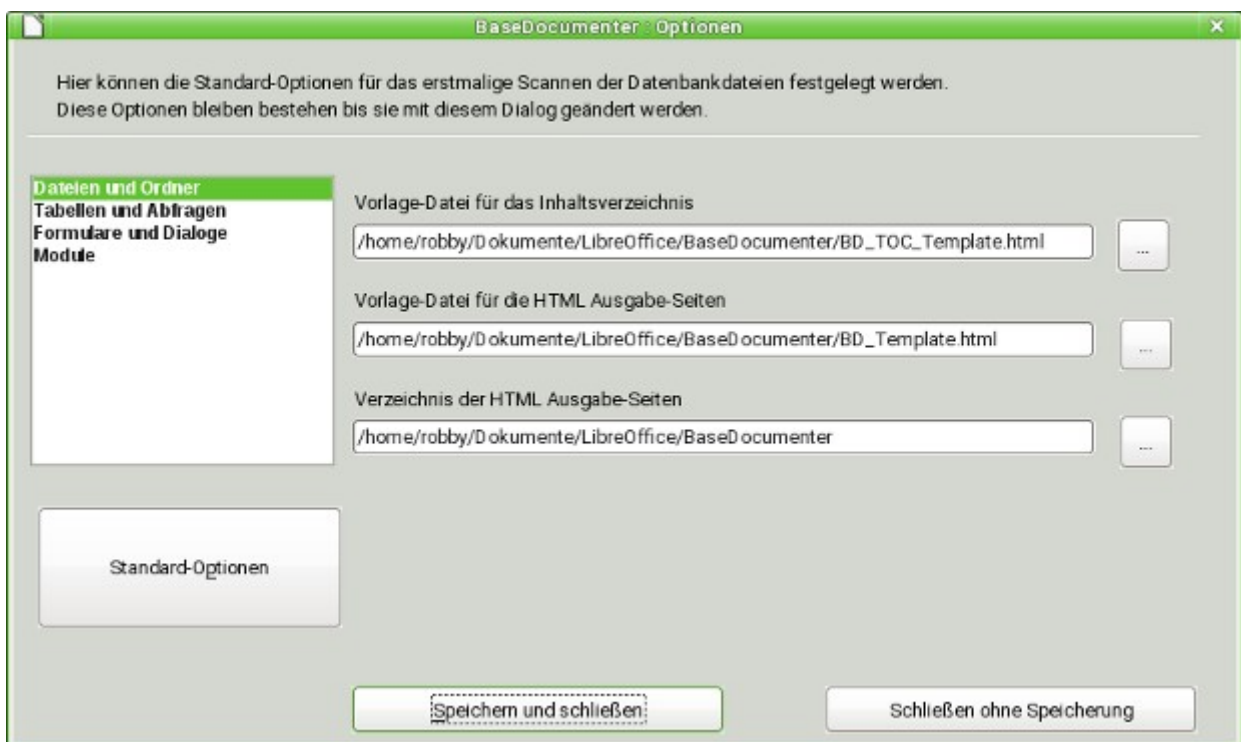 BaseDocumenter : Optionen
Hier können die Standard-Optionen für das erstmalige Scannen der Datenbankdateien festgelegt werden.
Diese Optionen bleiben bestehen bis sie mit diesem Dialog geändert werden.
Dateien und Ordner
Tabellen und Abfragen
Formulare und Dialoge
Module
Vorlage-Datei für das Inhaltsverzeichnis
/home/robby/Dokumente/LibreOffice/BaseDocumenter/BD_TOC_Template.html
...
Vorlage-Datei für die HTML Ausgabe-Seiten
/home/robby/Dokumente/LibreOffice/BaseDocumenter/BD_Template.html
...
Verzeichnis der HTML Ausgabe-Seiten
/home/robby/Dokumente/LibreOffice/BaseDocumenter
...
Standard-Optionen
Speichern und schließen
Schließen ohne Speicherung